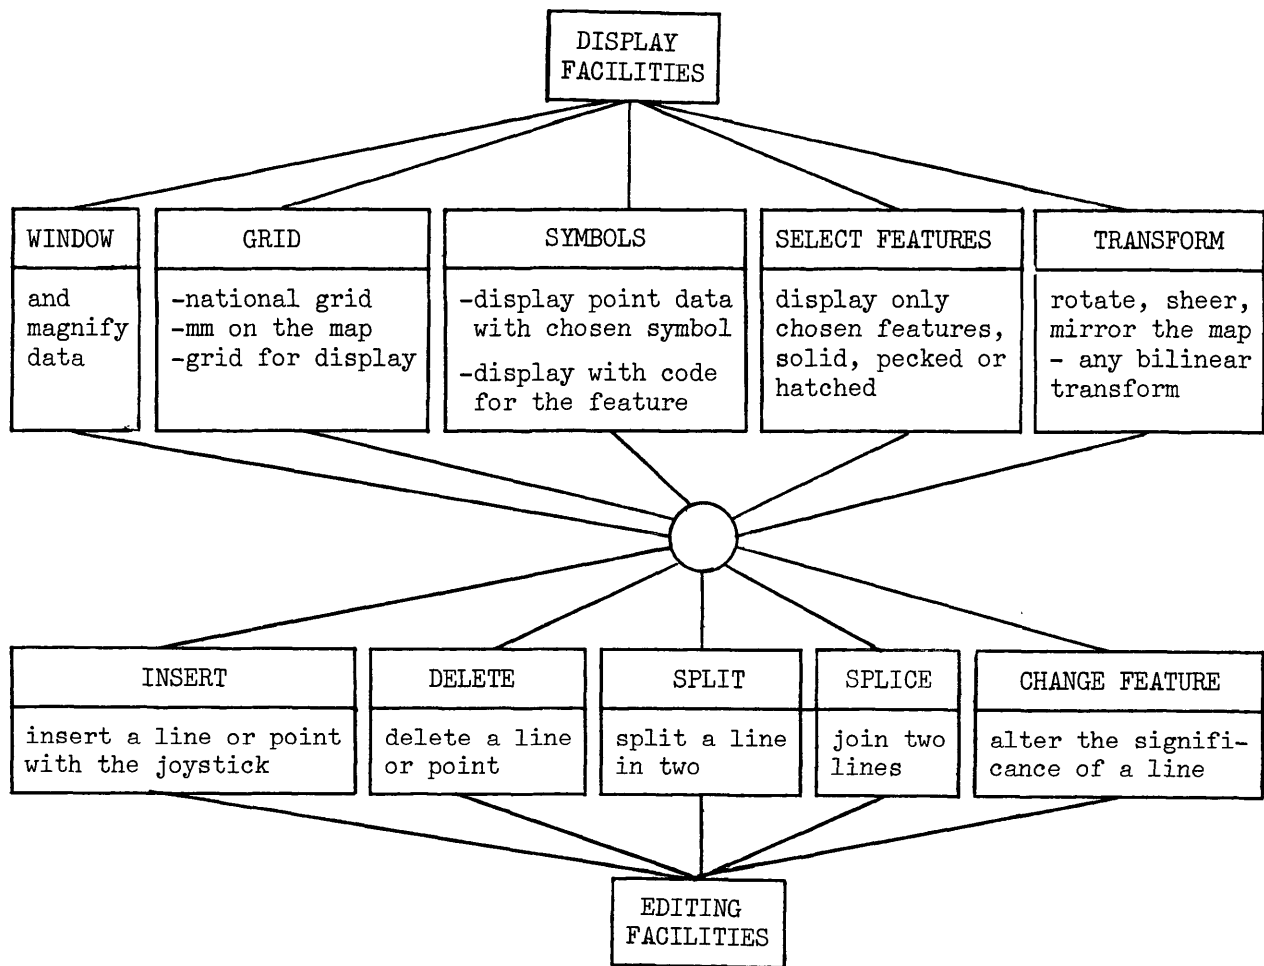 DISPLAY
FACILITIES
WINDOW
and
magnify
data
GRID
-national grid
-mm on the map
-grid for display
SYMBOLS
-display point data
with chosen symbol
-display with code
for the feature
SELECT FEATURES
display only
chosen features,
solid, pecked or
hatched
TRANSFORM
rotate, sheer,
mirror the map
- any bilinear
transform
INSERT
insert a line or point
with the joystick
DELETE
delete a line
or point
SPLIT
split a line
in two
SPLICE
join two
lines
CHANGE FEATURE
alter the signifi-
cance of a line
EDITING
FACILITIES